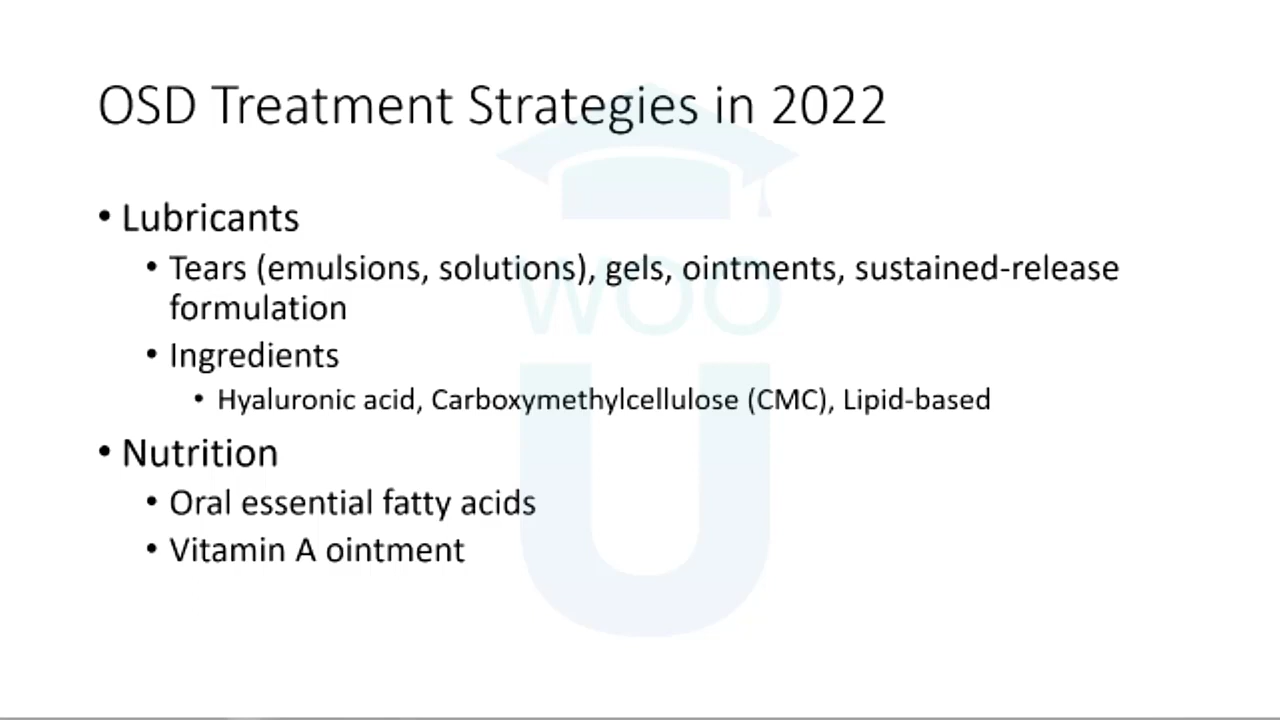 OSD Treatment Strategies in 2022
• Lubricants
• Tears (emulsions, solutions), gels, ointments, sustained-release
formulation
• Ingredients
• Hyaluronic acid, Carboxymethylcellulose (CMC), Lipid-based
• Nutrition
• Oral essential fatty acids
• Vitamin A ointment
WOO
U